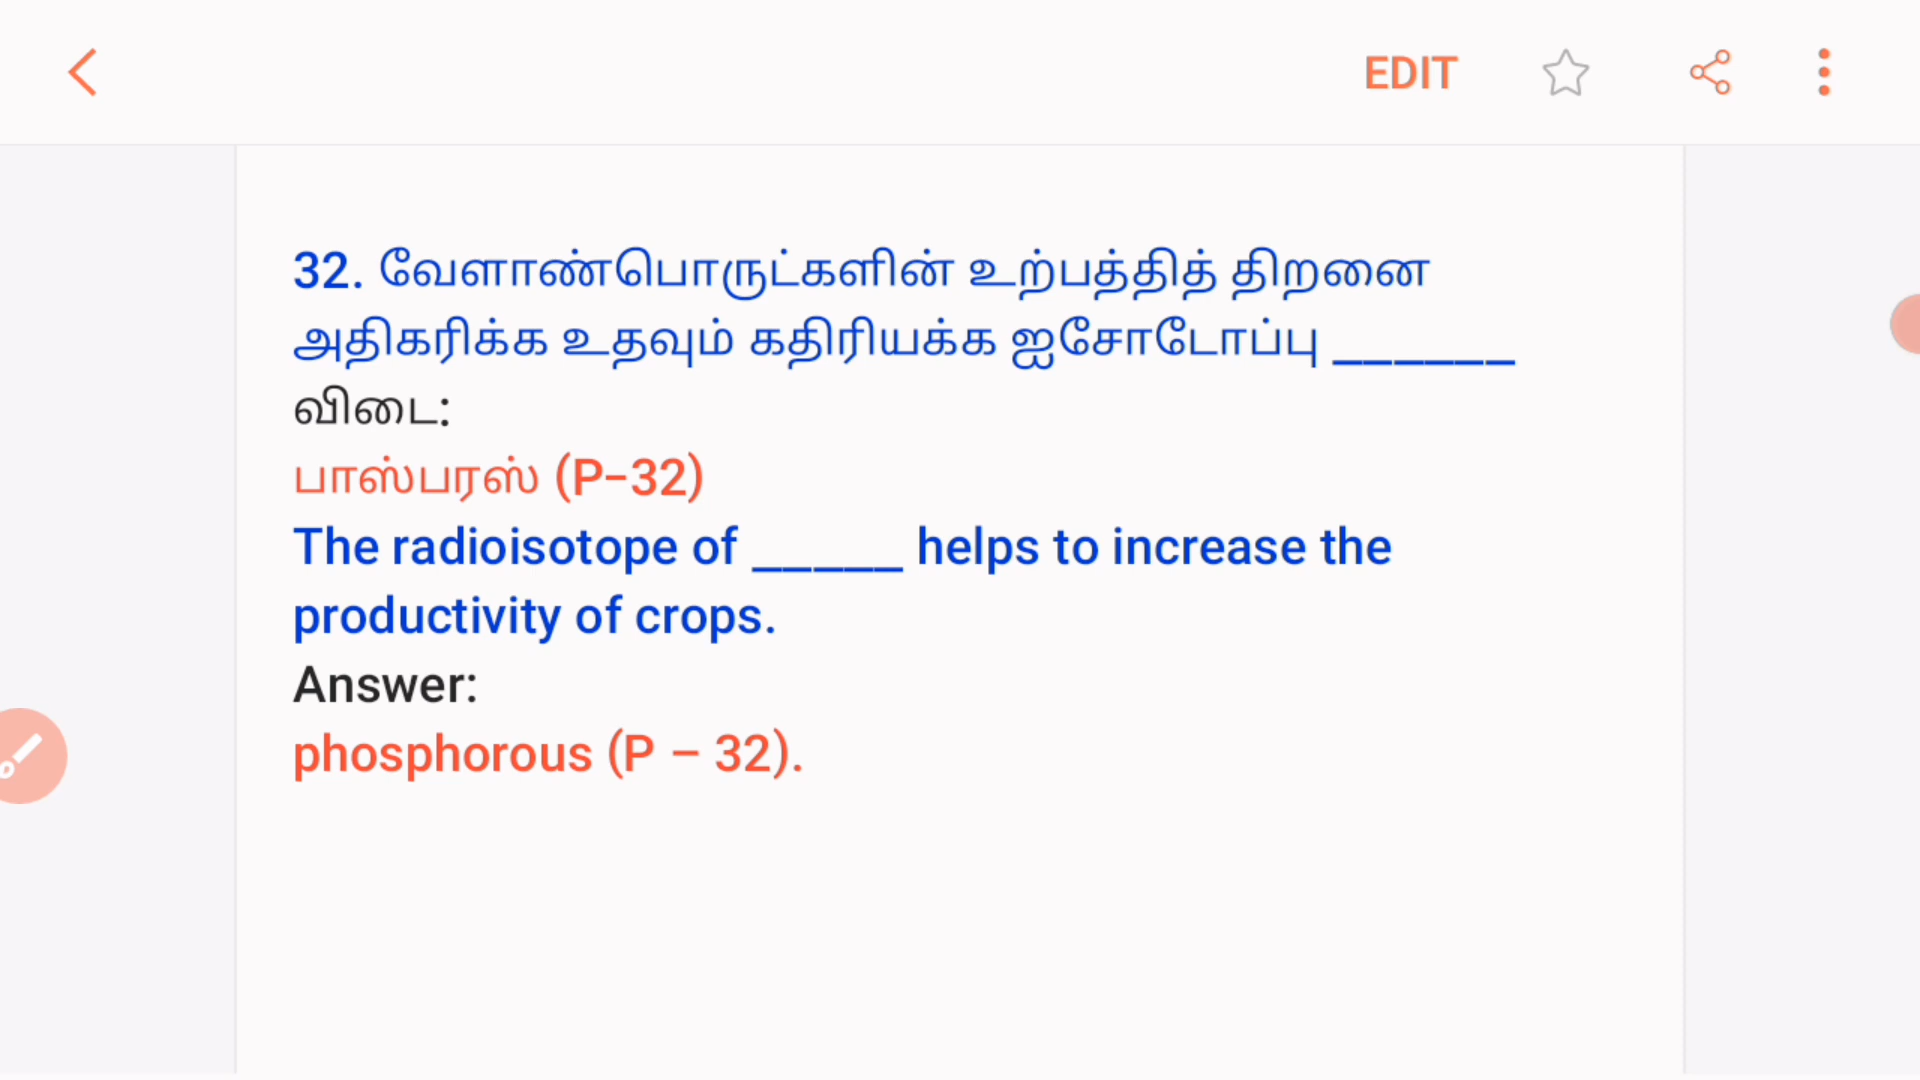 EDIT
32. வேளாண்பொருட்களின் உற்பத்தித் திறனை
அதிகரிக்க உதவும் கதிரியக்க ஐசோடோப்பு ______
விடை:
பாஸ்பரஸ் (P-32)
The radioisotope of _____ helps to increase the
productivity of crops.
Answer:
phosphorous (P – 32).